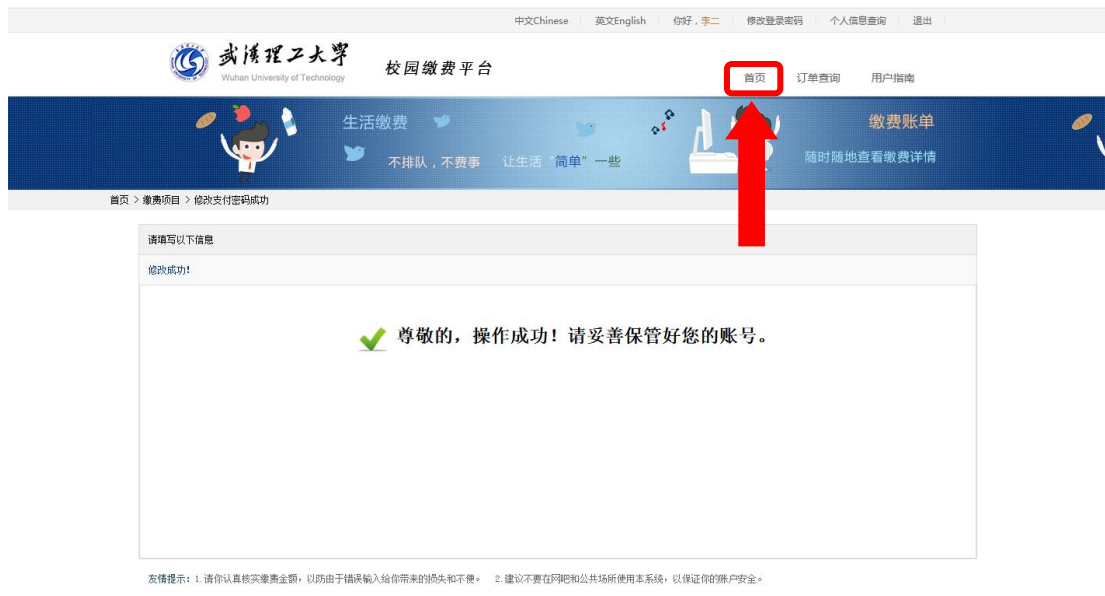 中文Chinese 英文English 你好，李二 修改登录密码 个人信息查询 退出
武汉理工大学
Wuhan University of Technology
校园缴费平台
首页 订单查询 用户指南
生活缴费
不排队，不费事 让生活“简单”一些
缴费账单
随时随地查看缴费详情
首页 > 缴费项目 > 修改支付密码成功
请填写以下信息
修改成功!
尊敬的，操作成功！请妥善保管好您的账号。
友情提示：1.请你认真核实缴费金额，以防由于错误输入给你带来的损失和不便。 2.建议不要在网吧和公共场所使用本系统，以保证你的账户安全。